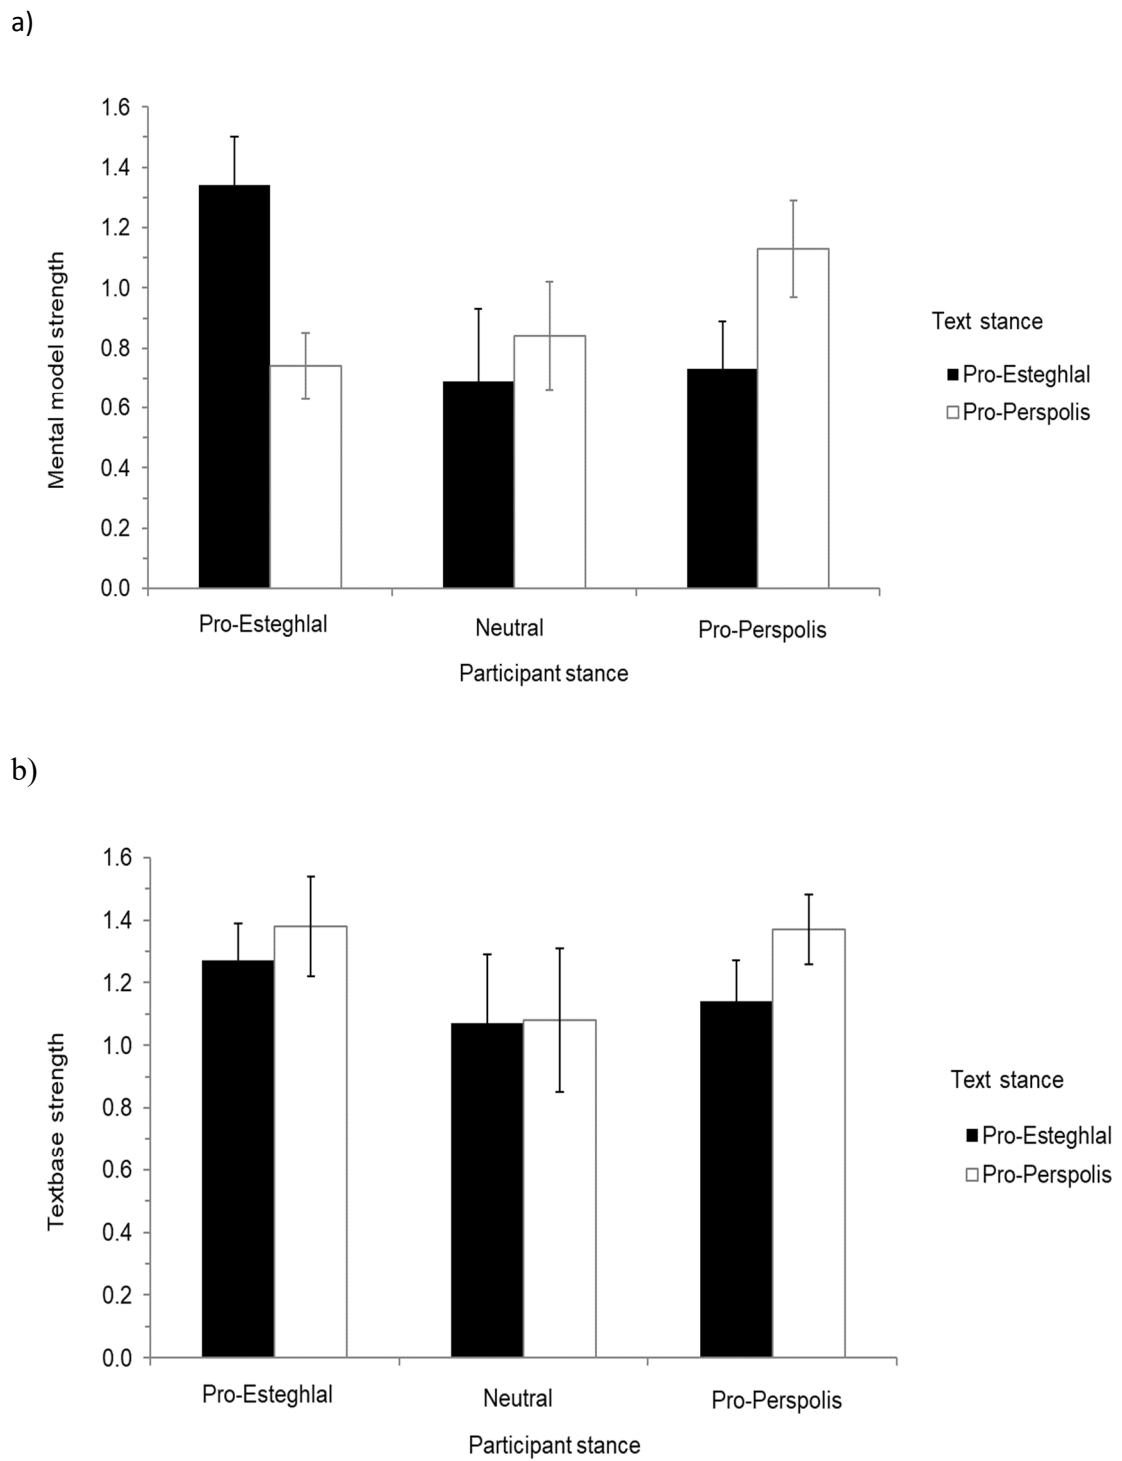 a)
1.6
1.4
1.2
1.0
0.8
0.6
0.4
0.2
0.0
Mental model strength
Pro-Esteghlal
Neutral
Pro-Perspolis
Participant stance
Text stance
Pro-Esteghlal
Pro-Perspolis
b)
1.6
1.4
1.2
1.0
0.8
0.6
0.4
0.2
0.0
Textbase strength
Pro-Esteghlal
Neutral
Pro-Perspolis
Participant stance
Text stance
Pro-Esteghlal
Pro-Perspolis